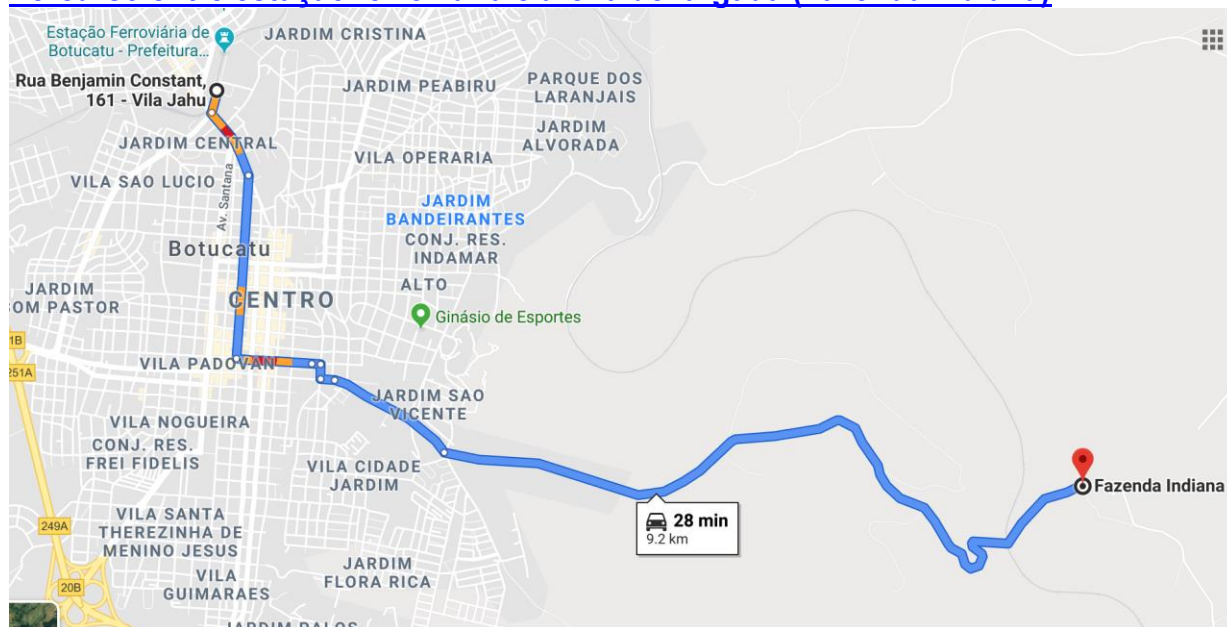 Estação Ferroviária de
Botucatu - Prefeitura...
JARDIM CRISTINA
Rua Benjamin Constant,
161 - Vila Jahu
JARDIM PEABIRU
PARQUE DOS
LARANJAIS
JARDIM CENTRAL
JARDIM
ALVORADA
VILA OPERARIA
VILA SAO LUCIO
Av. Santana
JARDIM
BANDEIRANTES
CONJ. RES.
INDAMAR
Botucatu
ALTO
JARDIM
OM PASTOR
CENTRO
Ginásio de Esportes
1B
251A
VILA PADOVAN
JARDIM SAO
VICENTE
VILA NOGUEIRA
CONJ. RES.
FREI FIDELIS
VILA CIDADE
JARDIM
Fazenda Indiana
28 min
9.2 km
VILA SANTA
THEREZINHA DE
MENINO JESUS
249A
JARDIM
FLORA RICA
VILA
GUIMARAES
20B